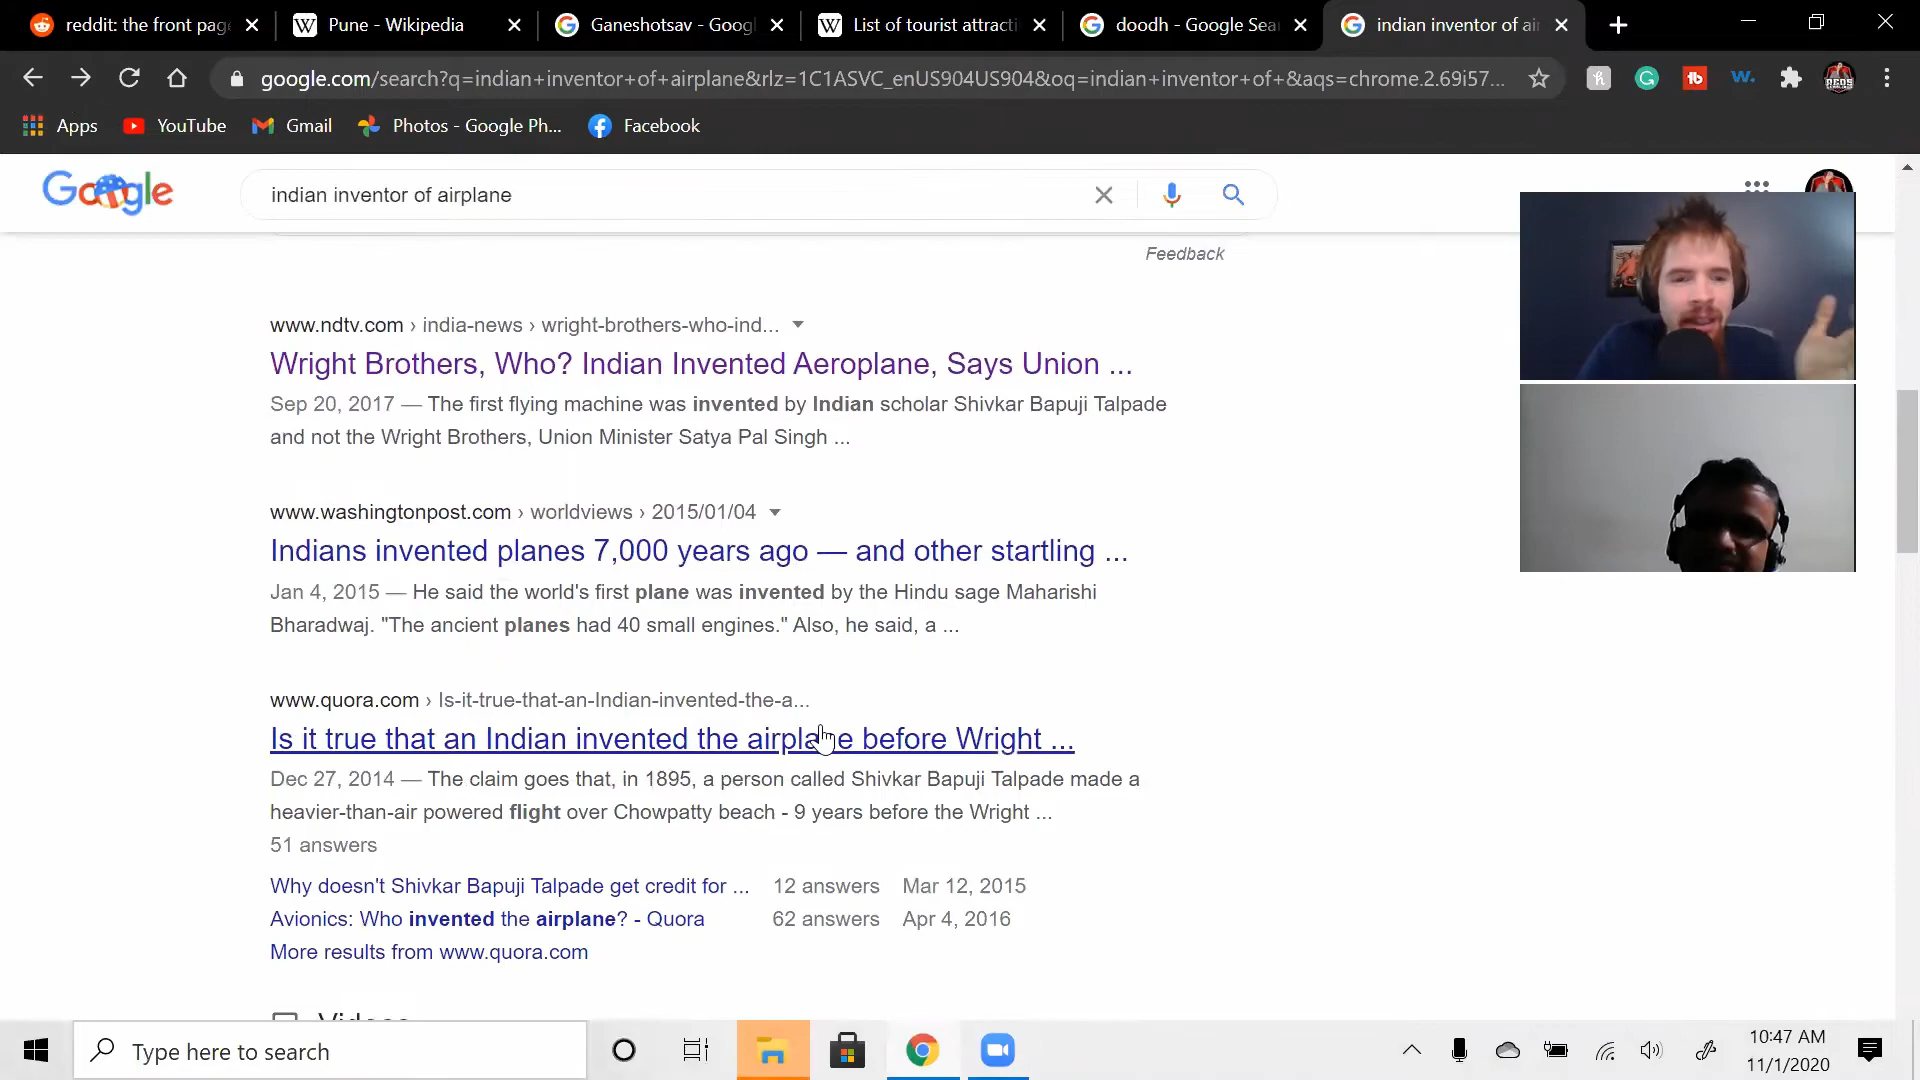 reddit: the front page
Pune - Wikipedia
Ganeshotsav - Googl
List of tourist attracti
doodh - Google Sea
indian inventor of ai
google.com/search?q=indian+inventor+of+airplane&rlz=1C1ASVC_enUS904US904&oq=indian+inventor+of+&aqs=chrome.2.69i57...
Apps
YouTube
Gmail
Photos - Google Ph...
Facebook
Google
indian inventor of airplane
Feedback
www.ndtv.com › india-news › wright-brothers-who-ind...
Wright Brothers, Who? Indian Invented Aeroplane, Says Union ...
Sep 20, 2017 — The first flying machine was invented by Indian scholar Shivkar Bapuji Talpade
and not the Wright Brothers, Union Minister Satya Pal Singh ...
www.washingtonpost.com › worldviews › 2015/01/04
Indians invented planes 7,000 years ago — and other startling ...
Jan 4, 2015 — He said the world's first plane was invented by the Hindu sage Maharishi
Bharadwaj. "The ancient planes had 40 small engines." Also, he said, a ...
www.quora.com › Is-it-true-that-an-Indian-invented-the-a...
Is it true that an Indian invented the airplane before Wright ...
Dec 27, 2014 — The claim goes that, in 1895, a person called Shivkar Bapuji Talpade made a
heavier-than-air powered flight over Chowpatty beach - 9 years before the Wright ...
51 answers
Why doesn't Shivkar Bapuji Talpade get credit for ... 12 answers Mar 12, 2015
Avionics: Who invented the airplane? - Quora 62 answers Apr 4, 2016
More results from www.quora.com
Videos
Type here to search
10:47 AM
11/1/2020